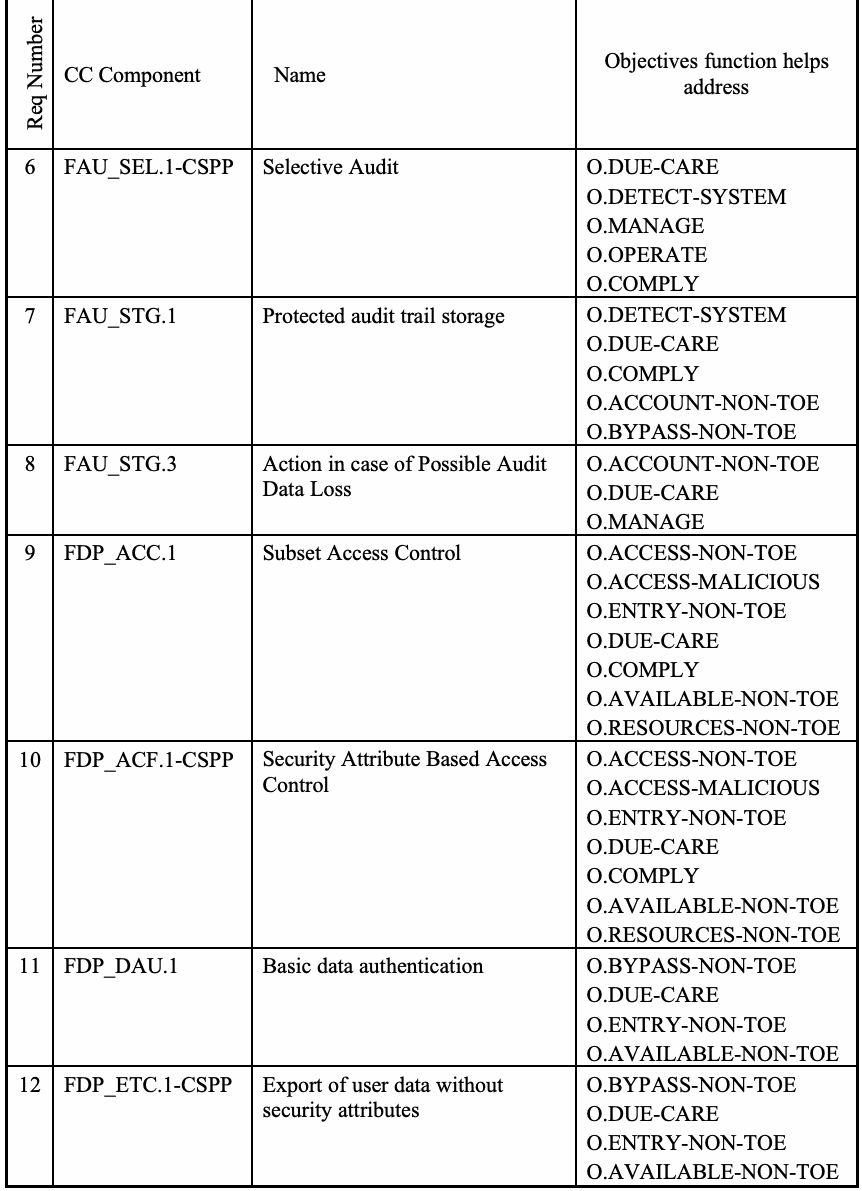 Req Number
CC Component
Name
Objectives function helps
address
6
FAU_SEL.1-CSPP
Selective Audit
O.DUE-CARE
O.DETECT-SYSTEM
O.MANAGE
O.OPERATE
O.COMPLY
7
FAU_STG.1
Protected audit trail storage
O.DETECT-SYSTEM
O.DUE-CARE
O.COMPLY
O.ACCOUNT-NON-TOE
O.BYPASS-NON-TOE
8
FAU_STG.3
Action in case of Possible Audit
Data Loss
O.ACCOUNT-NON-TOE
O.DUE-CARE
O.MANAGE
9
FDP_ACC.1
Subset Access Control
O.ACCESS-NON-TOE
O.ACCESS-MALICIOUS
O.ENTRY-NON-TOE
O.DUE-CARE
O.COMPLY
O.AVAILABLE-NON-TOE
O.RESOURCES-NON-TOE
10
FDP_ACF.1-CSPP
Security Attribute Based Access
Control
O.ACCESS-NON-TOE
O.ACCESS-MALICIOUS
O.ENTRY-NON-TOE
O.DUE-CARE
O.COMPLY
O.AVAILABLE-NON-TOE
O.RESOURCES-NON-TOE
11
FDP_DAU.1
Basic data authentication
O.BYPASS-NON-TOE
O.DUE-CARE
O.ENTRY-NON-TOE
O.AVAILABLE-NON-TOE
12
FDP_ETC.1-CSPP
Export of user data without
security attributes
O.BYPASS-NON-TOE
O.DUE-CARE
O.ENTRY-NON-TOE
O.AVAILABLE-NON-TOE